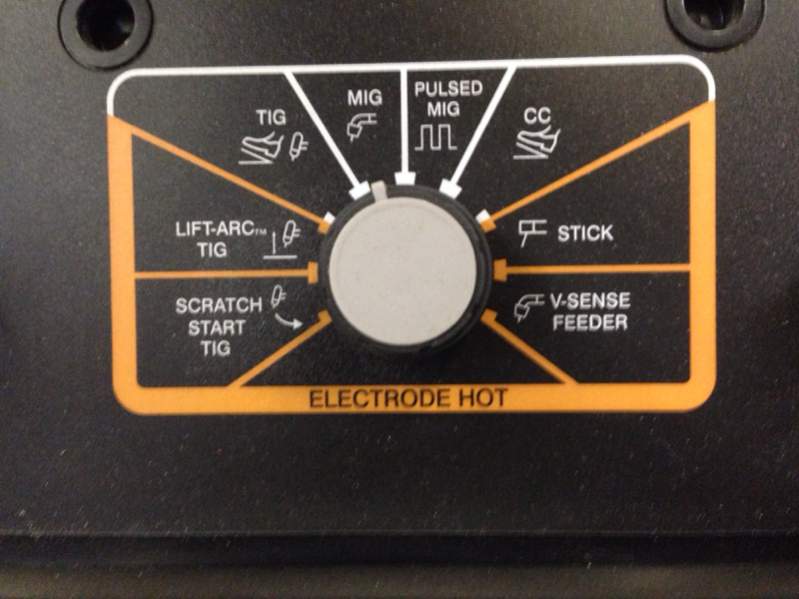 TIG
MIG
PULSED
MIG
CC
LIFT-ARC™
TIG
STICK
SCRATCH
START
TIG
V-SENSE
FEEDER
ELECTRODE HOT